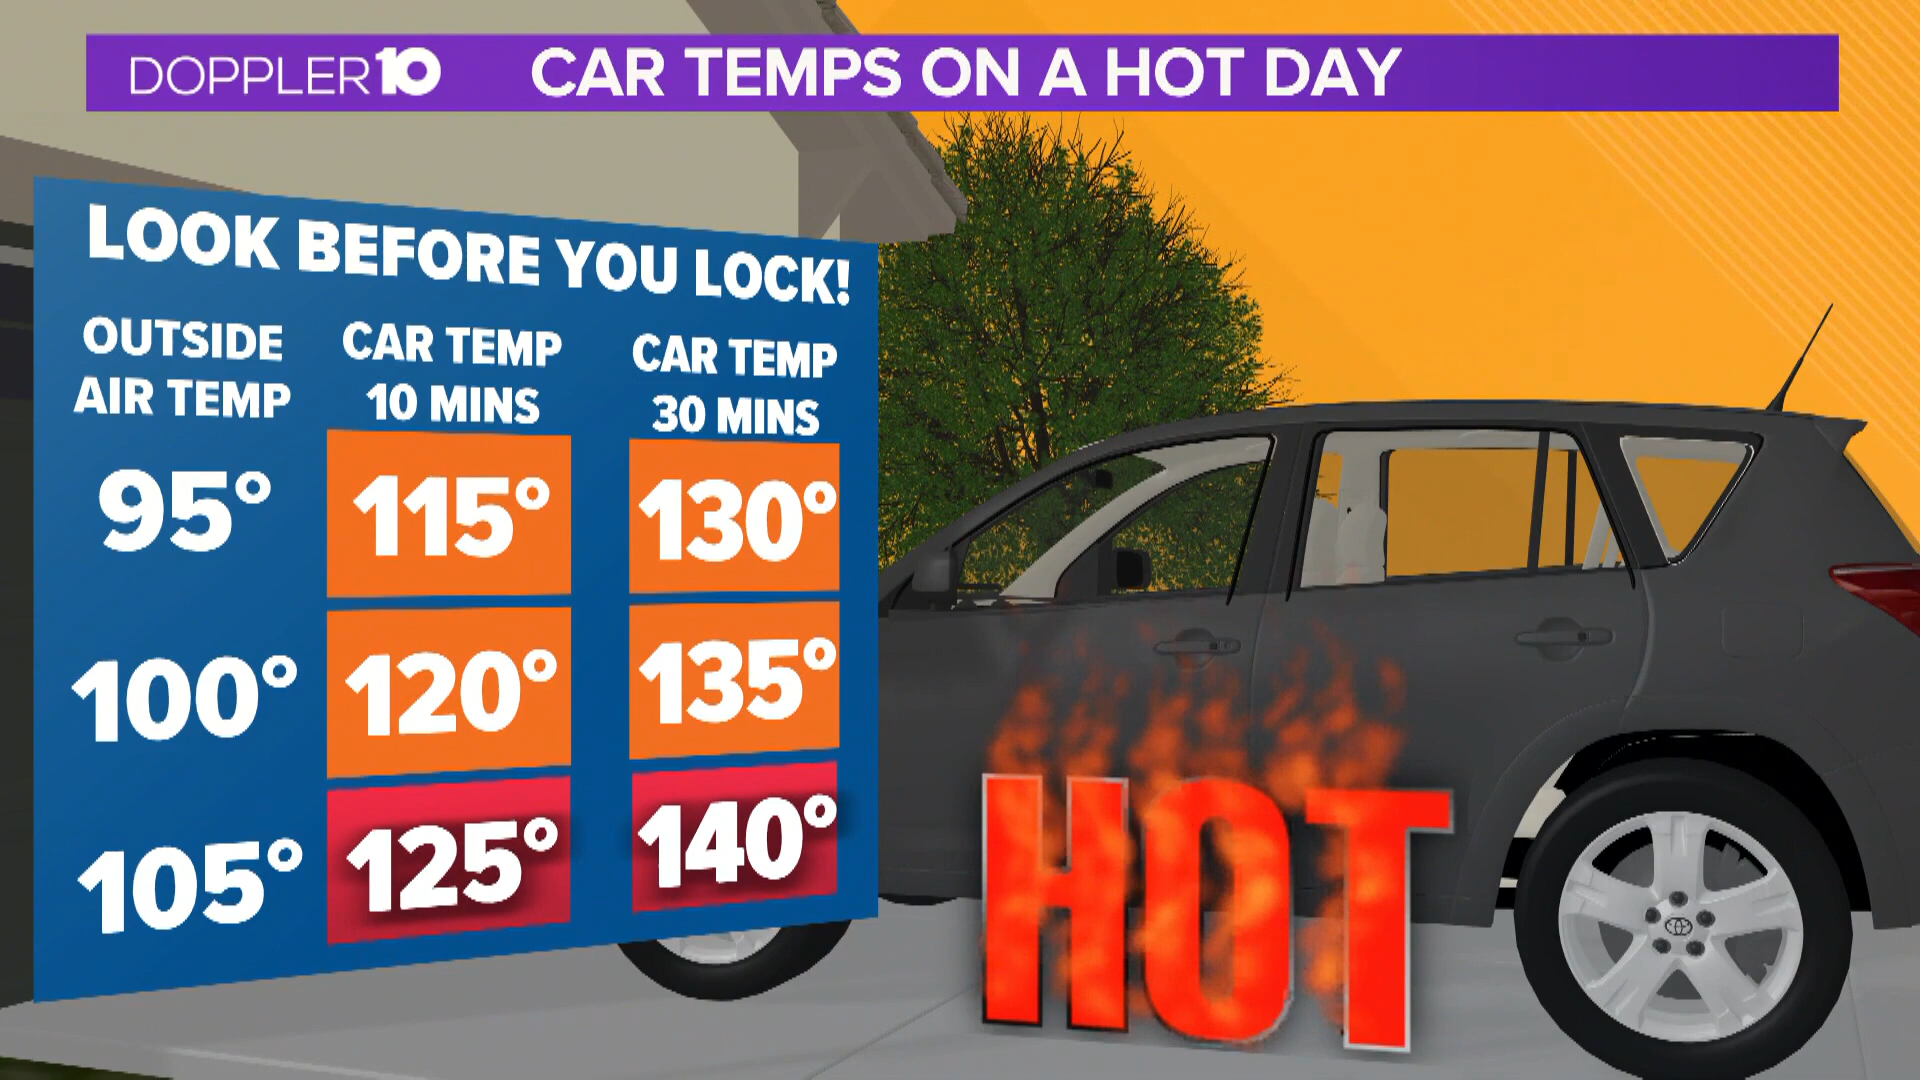 DOPPLER10 CAR TEMPS ON A HOT DAY
LOOK BEFORE YOU LOCK!
OUTSIDE AIR TEMP
CAR TEMP 10 MINS
CAR TEMP 30 MINS
95° 115° 130°
100° 120° 135°
105° 125° 140°
HOT